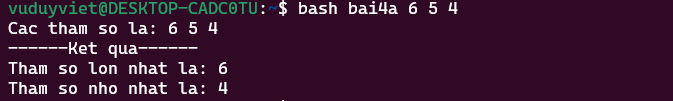 vuduyviet@DESKTOP-CADC0TU:~$ bash bai4a 6 5 4
Cac tham so la: 6 5 4
------Ket qua------
Tham so lon nhat la: 6
Tham so nho nhat la: 4